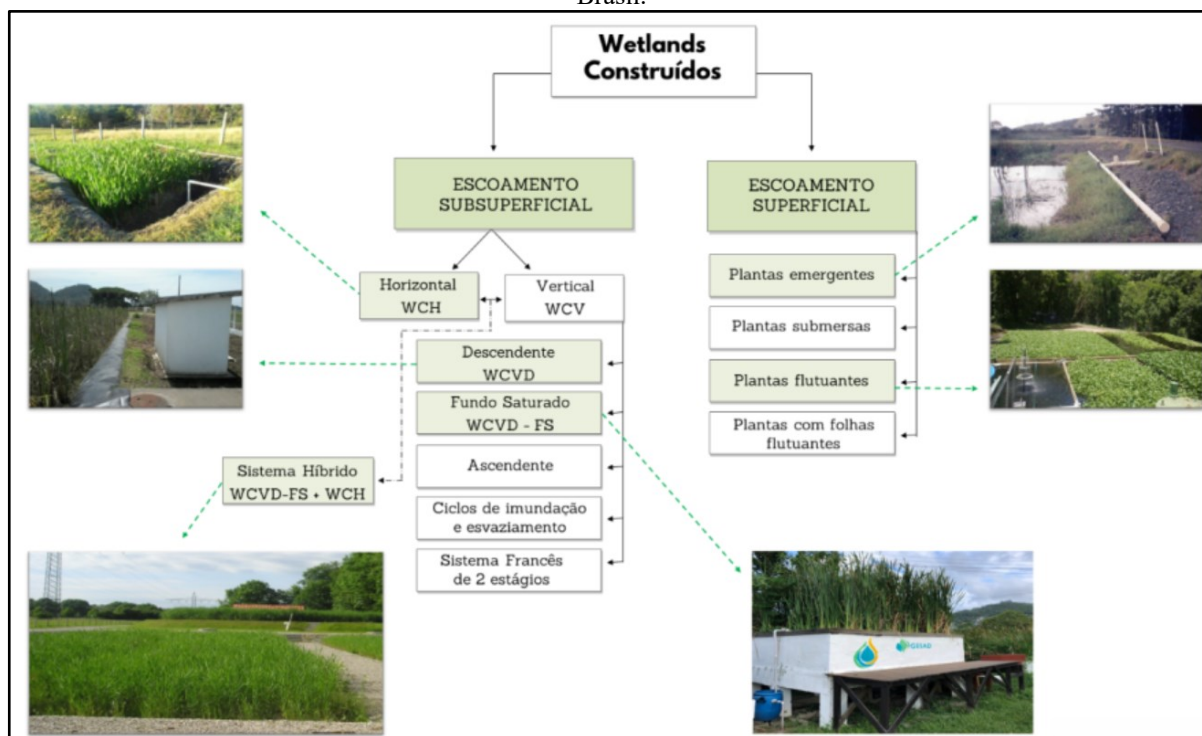 Brasil.
Wetlands
Construídos
ESCOAMENTO
SUBSUPERFICIAL
Horizontal
WCH
Vertical
WCV
Descendente
WCVD
Fundo Saturado
WCVD - FS
Ascendente
Ciclos de imundação
e esvaziamento
Sistema Francês
de 2 estágios
Sistema Híbrido
WCVD-FS + WCH
ESCOAMENTO
SUPERFICIAL
Plantas emergentes
Plantas submersas
Plantas flutuantes
Plantas com folhas
flutuantes